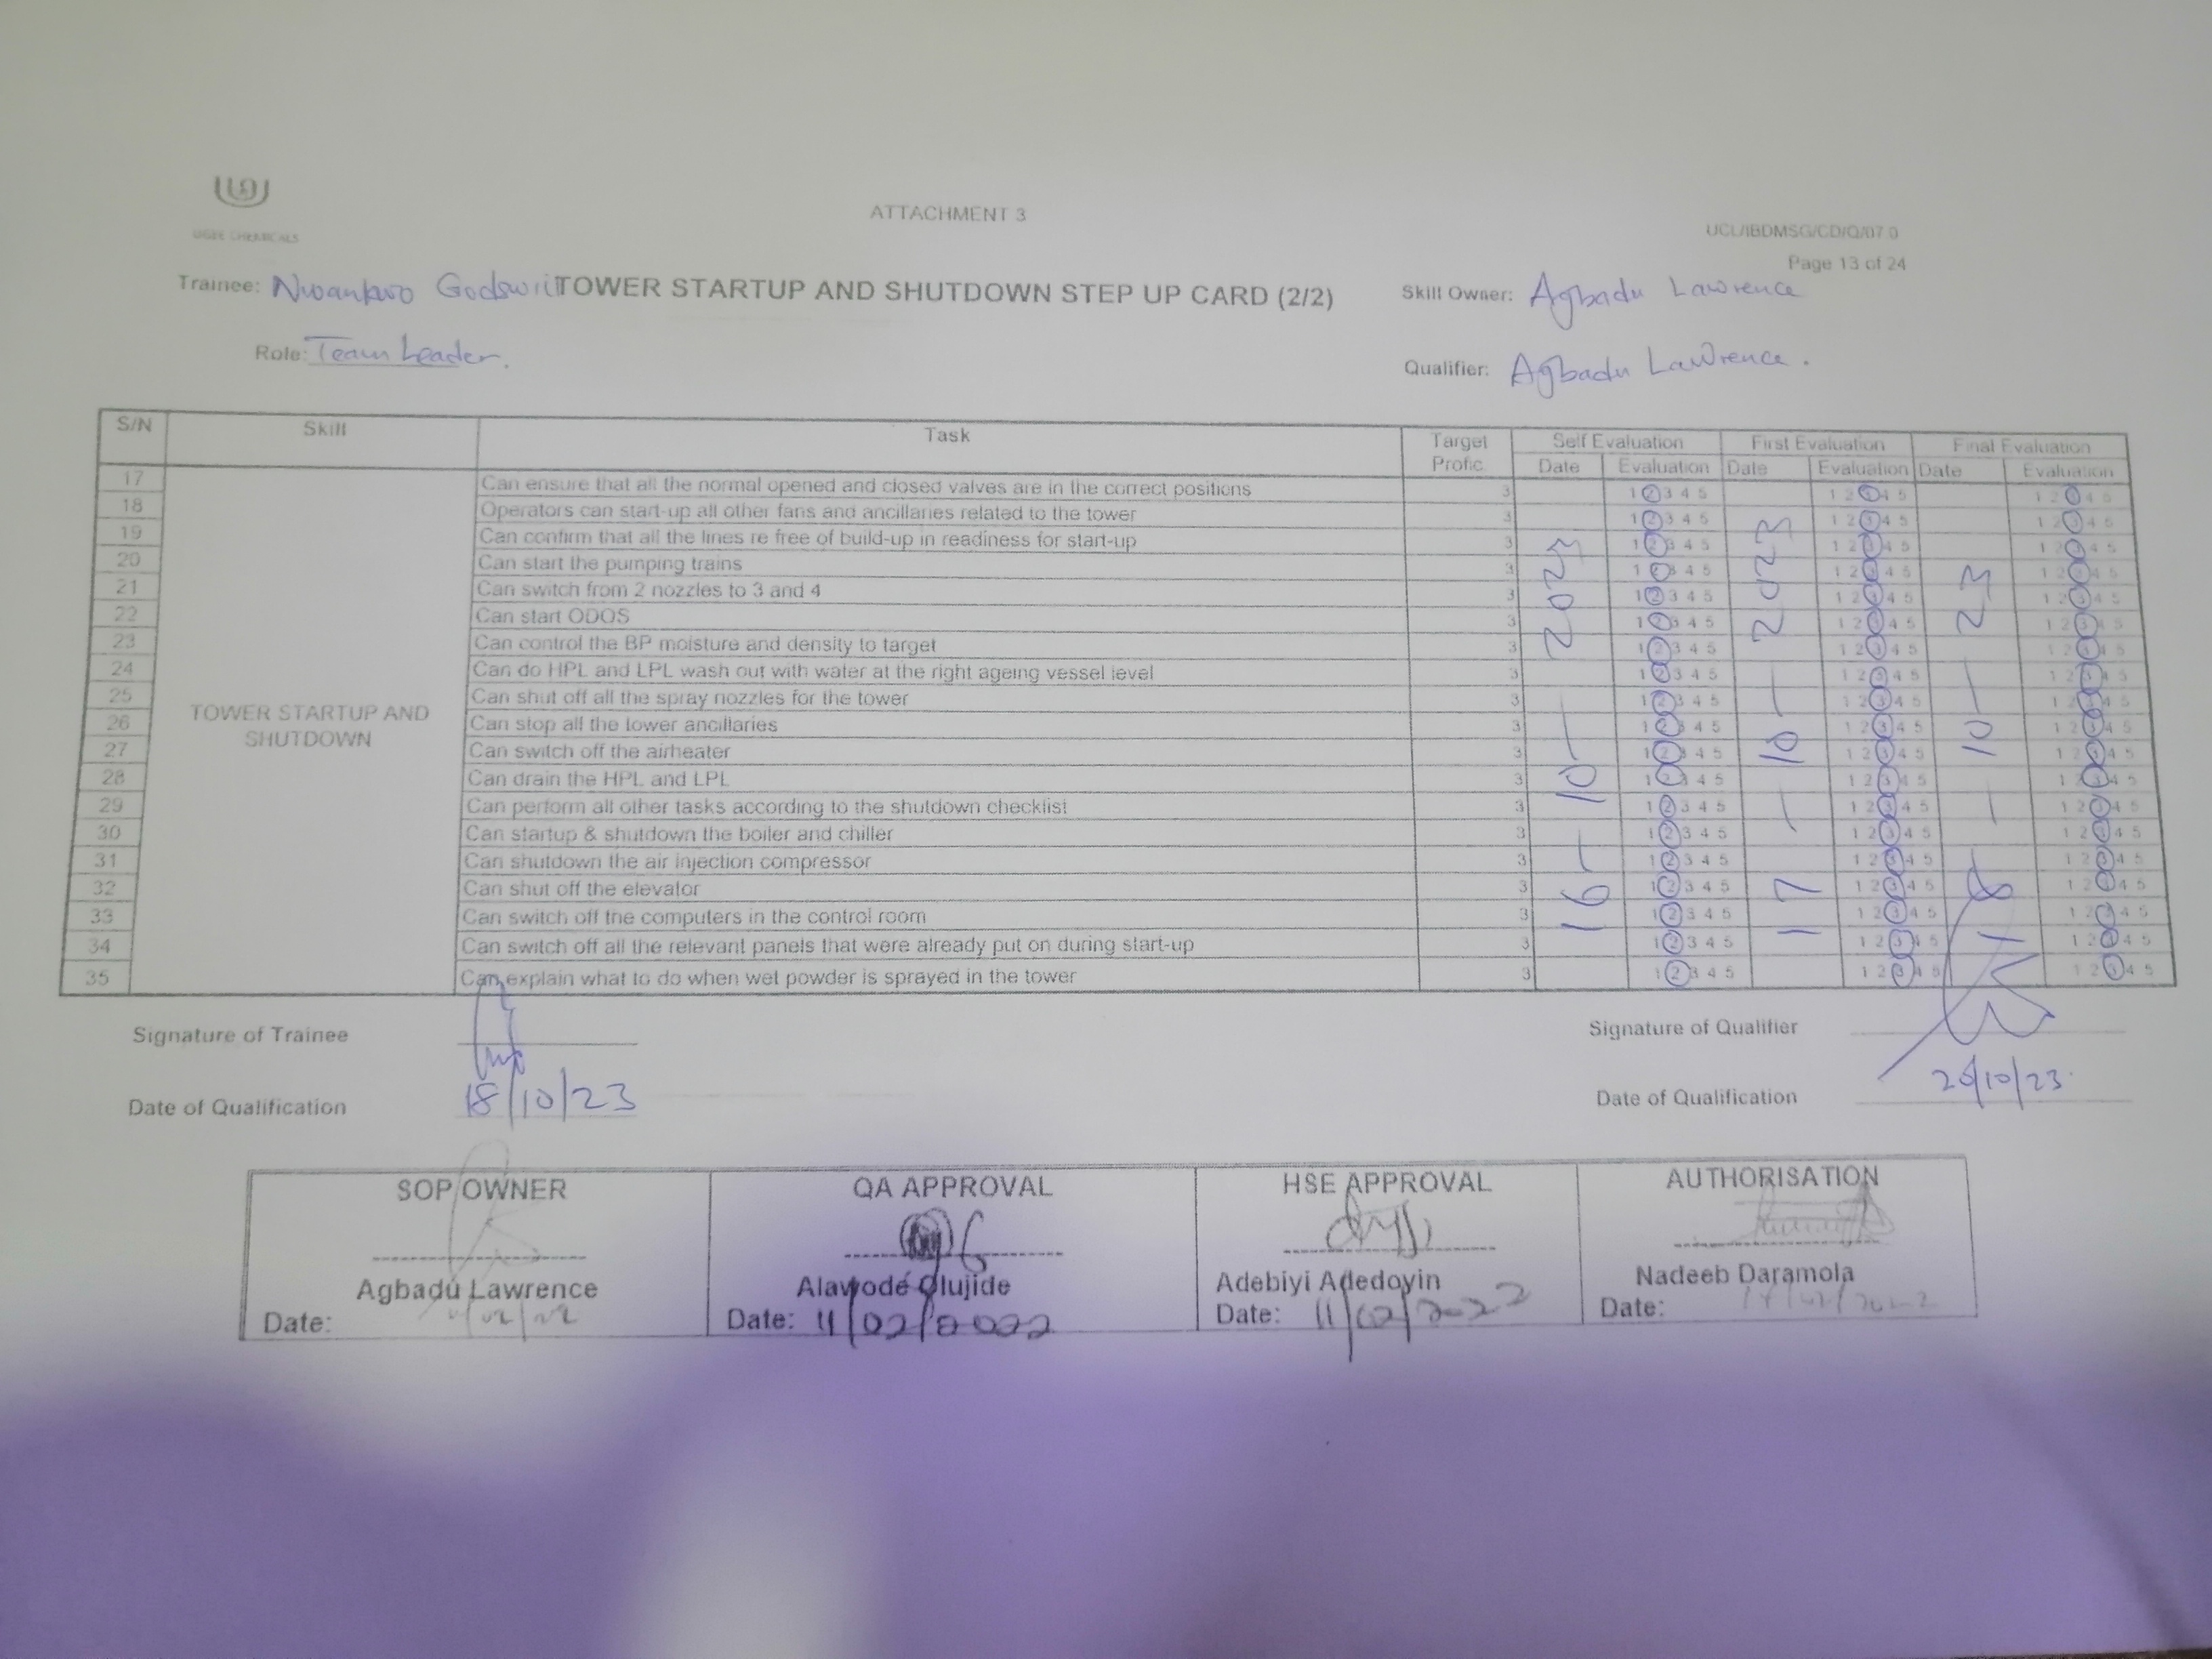 ATTACHMENT 3
UCL/IBDMSG/CD/Q/07.0
Page 13 of 24
Trainee: Nwankwo Godswill TOWER STARTUP AND SHUTDOWN STEP UP CARD (2/2) Skill Owner: Agbadu Lawrence
Role: Team Leader. Qualifier: Agbadu Lawrence.
S/N Skill Task Target Profic. Self Evaluation First Evaluation Final Evaluation
Date Evaluation Date Evaluation Date Evaluation
17 Can ensure that all the normal opened and closed valves are in the correct positions 3 1 2 3 4 5 1 2 3 4 5 1 2 3 4 5
18 Operators can start-up all other fans and ancillaries related to the tower 3 1 2 3 4 5 1 2 3 4 5 1 2 3 4 5
19 Can confirm that all the lines re free of build-up in readiness for start-up 3 1 2 3 4 5 1 2 3 4 5 1 2 3 4 5
20 Can start the pumping trains 3 1 2 3 4 5 1 2 3 4 5 1 2 3 4 5
21 Can switch from 2 nozzles to 3 and 4 3 1 2 3 4 5 1 2 3 4 5 1 2 3 4 5
22 Can start ODOS 3 1 2 3 4 5 1 2 3 4 5 1 2 3 4 5
23 Can control the BP moisture and density to target 3 1 2 3 4 5 1 2 3 4 5 1 2 3 4 5
24 Can do HPL and LPL wash out with water at the right ageing vessel level 3 1 2 3 4 5 1 2 3 4 5 1 2 3 4 5
25 Can shut off all the spray nozzles for the tower 3 1 2 3 4 5 1 2 3 4 5 1 2 3 4 5
TOWER STARTUP AND SHUTDOWN
26 Can stop all the tower ancillaries 3 1 2 3 4 5 1 2 3 4 5 1 2 3 4 5
27 Can switch off the airheater 3 1 2 3 4 5 1 2 3 4 5 1 2 3 4 5
28 Can drain the HPL and LPL 3 1 2 3 4 5 1 2 3 4 5 1 2 3 4 5
29 Can perform all other tasks according to the shutdown checklist 3 1 2 3 4 5 1 2 3 4 5 1 2 3 4 5
30 Can startup & shutdown the boiler and chiller 3 1 2 3 4 5 1 2 3 4 5 1 2 3 4 5
31 Can shutdown the air injection compressor 3 1 2 3 4 5 1 2 3 4 5 1 2 3 4 5
32 Can shut off the elevator 3 1 2 3 4 5 1 2 3 4 5 1 2 3 4 5
33 Can switch off the computers in the control room 3 1 2 3 4 5 1 2 3 4 5 1 2 3 4 5
34 Can switch off all the relevant panels that were already put on during start-up 3 1 2 3 4 5 1 2 3 4 5 1 2 3 4 5
35 Can explain what to do when wet powder is sprayed in the tower 3 1 2 3 4 5 1 2 3 4 5 1 2 3 4 5
16/10/2023
17/10/2023
18/10/23
Signature of Trainee Signature of Qualifier
Date of Qualification 18/10/23 Date of Qualification 20/10/23
SOP OWNER QA APPROVAL HSE APPROVAL AUTHORISATION
Agbadu Lawrence Alawode Olujide Adebiyi Adedoyin Nadeeb Daramola
Date: Date: 11/02/2022 Date: 11/02/2022 Date: